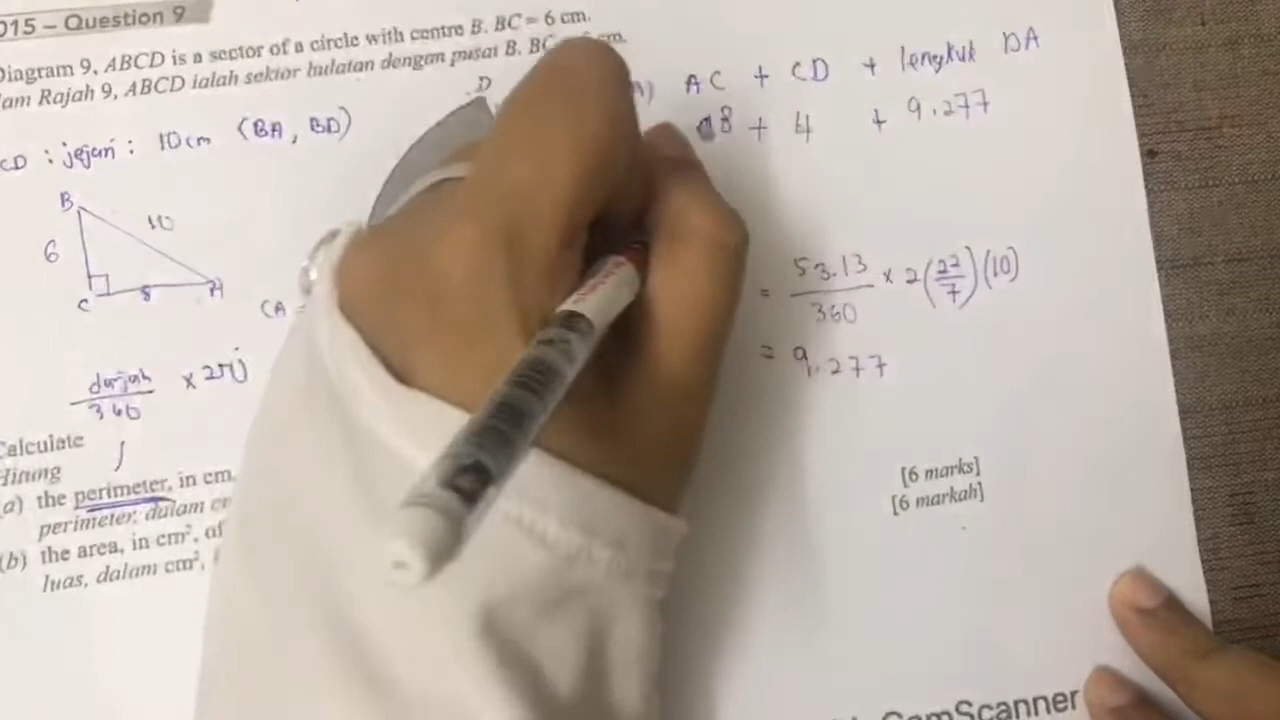 015 – Question 9
Diagram 9, ABCD is a sector of a circle with centre B. BC = 6 cm.
am Rajah 9, ABCD ialah sektor bulatan dengan pusat B. BC cm.
CD : jejari : 10cm (BA, BD)
D
AC + CD + lengkuk DA
8 + 4 + 9.277
B
10
6
C
8
A
CA =
= 53.13/360 × 2(22/7)(10)
= 9.277
darjah/360 × 2πj
Calculate
Hitung
(a) the perimeter, in cm.
perimeter, dalam
(b) the area, in cm², of
luas, dalam cm²,
[6 marks]
[6 markah]
CamScanner